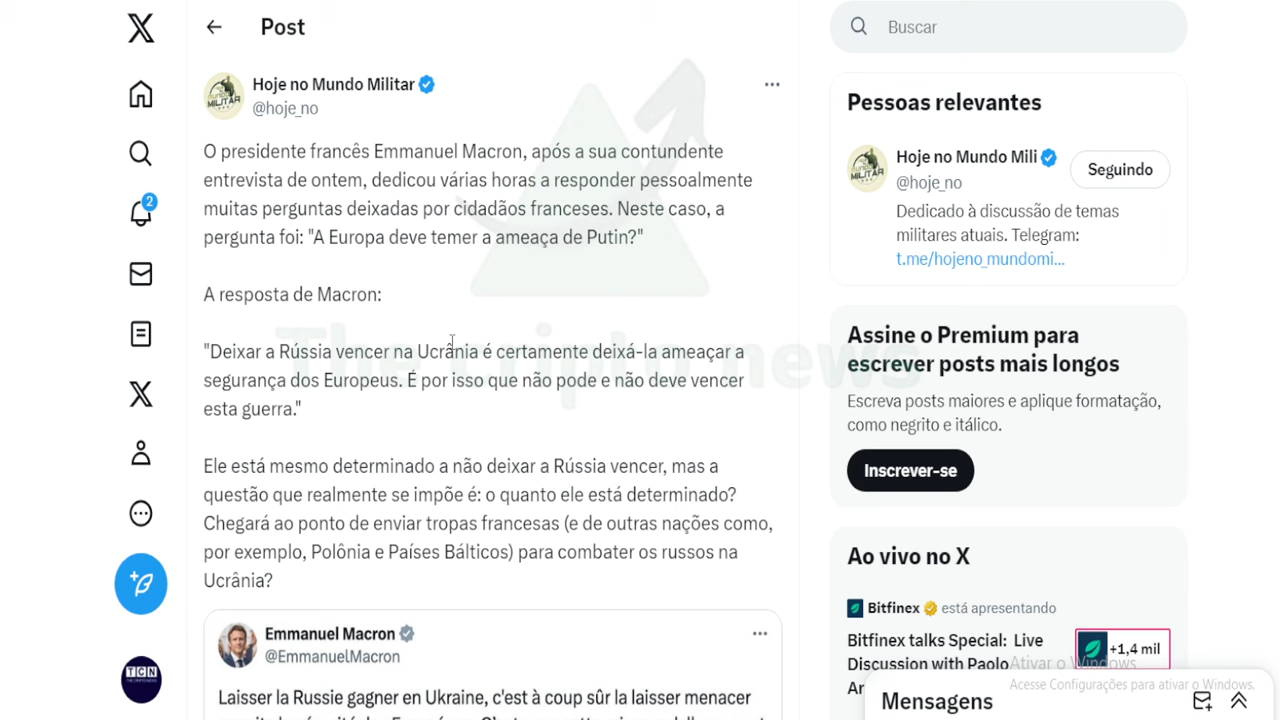 Post
Buscar
Hoje no Mundo Militar
@hoje_no
O presidente francês Emmanuel Macron, após a sua contundente
entrevista de ontem, dedicou várias horas a responder pessoalmente
muitas perguntas deixadas por cidadãos franceses. Neste caso, a
pergunta foi: "A Europa deve temer a ameaça de Putin?"
A resposta de Macron:
"Deixar a Rússia vencer na Ucrânia é certamente deixá-la ameaçar a
segurança dos Europeus. É por isso que não pode e não deve vencer
esta guerra."
Ele está mesmo determinado a não deixar a Rússia vencer, mas a
questão que realmente se impõe é: o quanto ele está determinado?
Chegará ao ponto de enviar tropas francesas (e de outras nações como,
por exemplo, Polônia e Países Bálticos) para combater os russos na
Ucrânia?
Emmanuel Macron
@EmmanuelMacron
Laisser la Russie gagner en Ukraine, c'est à coup sûr la laisser menacer
2
TCN
The cripto news
Pessoas relevantes
Hoje no Mundo Mili
@hoje_no
Seguindo
Dedicado à discussão de temas
militares atuais. Telegram:
t.me/hojeno_mundomi...
Assine o Premium para
escrever posts mais longos
Escreva posts maiores e aplique formatação,
como negrito e itálico.
Inscrever-se
Ao vivo no X
Bitfinex está apresentando
Bitfinex talks Special: Live
Discussion with Paolo
+1,4 mil
Ativar o Windows
Acesse Configurações para ativar o Windows.
Mensagens